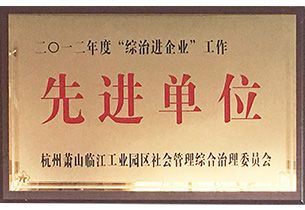 二〇一二年度“综治进企业”工作
先进单位
杭州萧山临江工业园区社会管理综合治理委员会